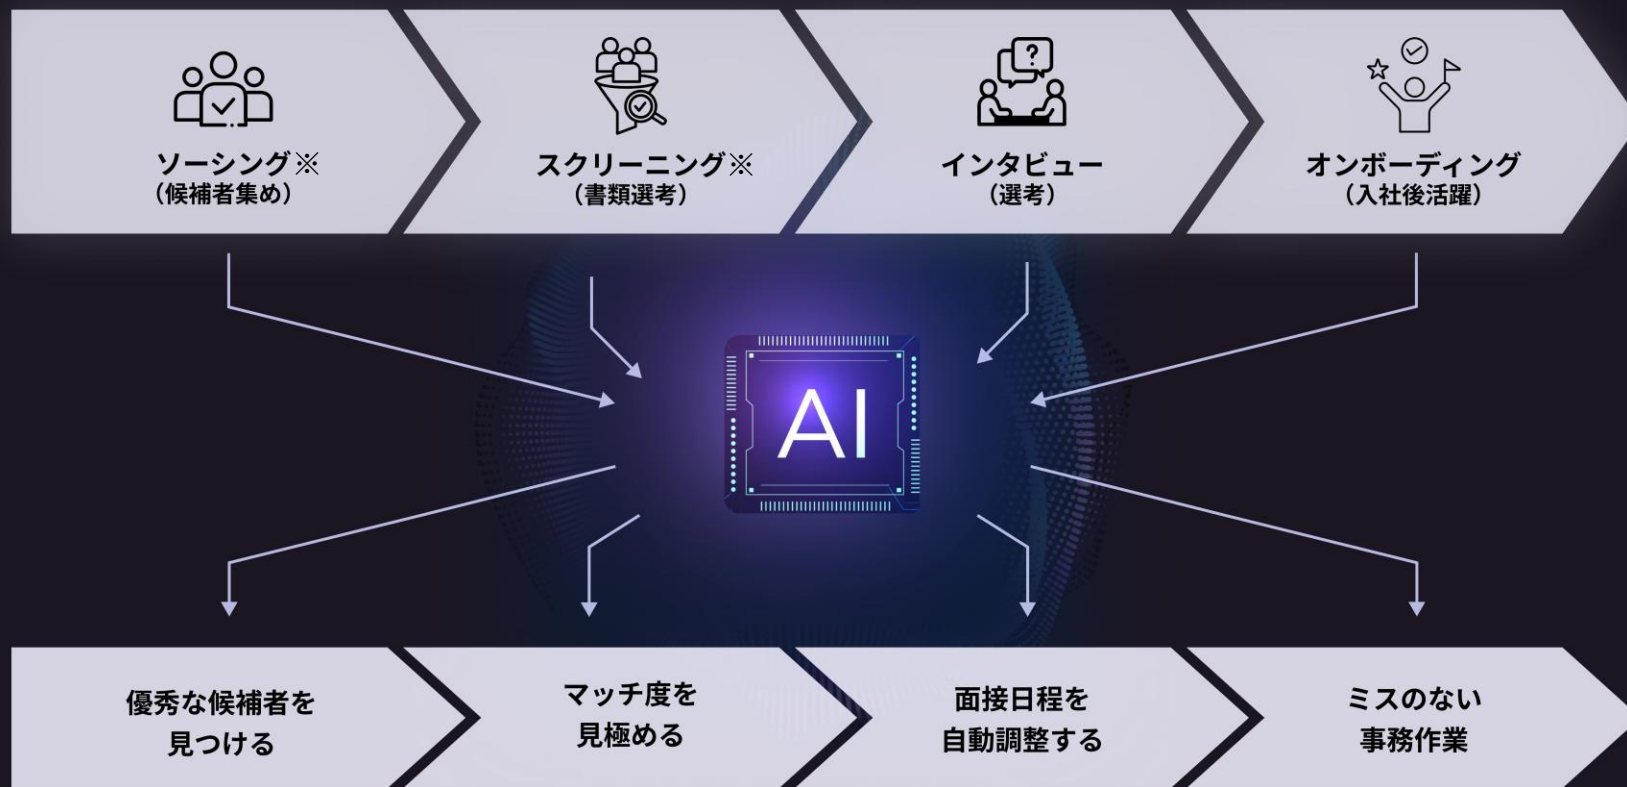 ソーシング※
（候補者集め）
スクリーニング※
（書類選考）
?
インタビュー
（選考）
オンボーディング
（入社後活躍）
AI
優秀な候補者を
見つける
マッチ度を
見極める
面接日程を
自動調整する
ミスのない
事務作業